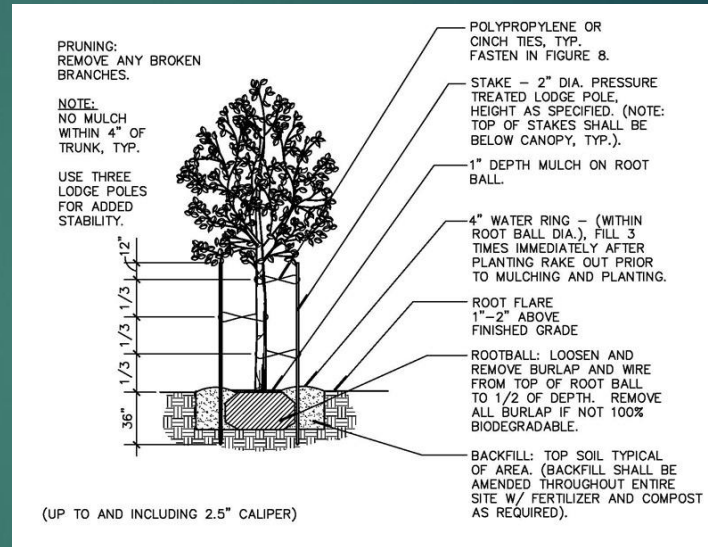 PRUNING:
REMOVE ANY BROKEN
BRANCHES.
NOTE:
NO MULCH
WITHIN 4" OF
TRUNK, TYP.
USE THREE
LODGE POLES
FOR ADDED
STABILITY.
12"
1/3
1/3
1/3
36"
(UP TO AND INCLUDING 2.5" CALIPER)
POLYPROPYLENE OR
CINCH TIES, TYP.
FASTEN IN FIGURE 8.
STAKE – 2" DIA. PRESSURE
TREATED LODGE POLE,
HEIGHT AS SPECIFIED. (NOTE:
TOP OF STAKES SHALL BE
BELOW CANOPY, TYP.).
1" DEPTH MULCH ON ROOT
BALL.
4" WATER RING – (WITHIN
ROOT BALL DIA.), FILL 3
TIMES IMMEDIATELY AFTER
PLANTING RAKE OUT PRIOR
TO MULCHING AND PLANTING.
ROOT FLARE
1"–2" ABOVE
FINISHED GRADE
ROOTBALL: LOOSEN AND
REMOVE BURLAP AND WIRE
FROM TOP OF ROOT BALL
TO 1/2 OF DEPTH. REMOVE
ALL BURLAP IF NOT 100%
BIODEGRADABLE.
BACKFILL: TOP SOIL TYPICAL
OF AREA. (BACKFILL SHALL BE
AMENDED THROUGHOUT ENTIRE
SITE W/ FERTILIZER AND COMPOST
AS REQUIRED).